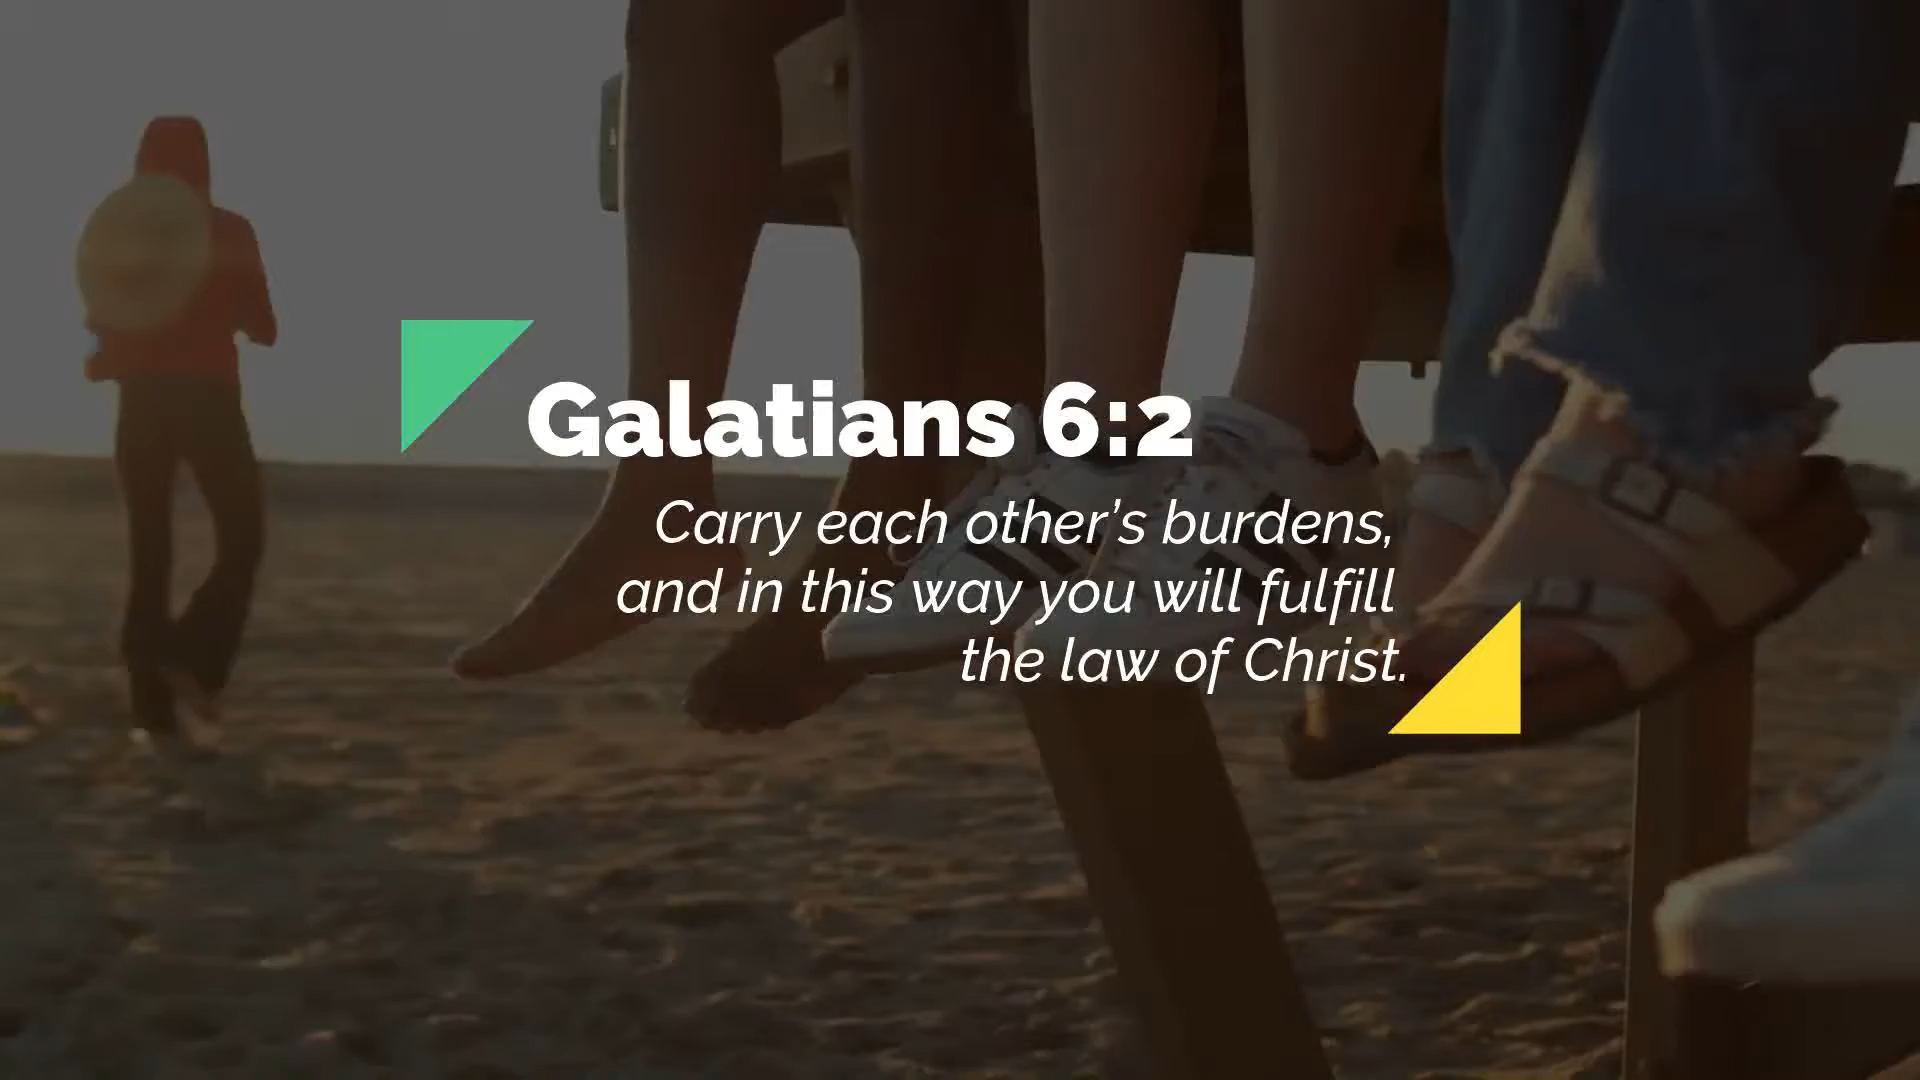 Galatians 6:2
Carry each other’s burdens,
and in this way you will fulfill
the law of Christ.